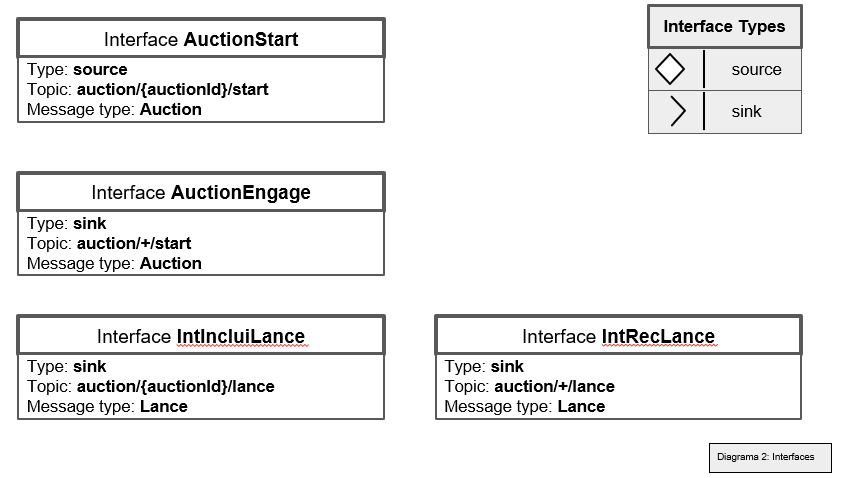 Interface AuctionStart
Type: source
Topic: auction/{auctionId}/start
Message type: Auction
Interface Types
source
sink
Interface AuctionEngage
Type: sink
Topic: auction/+/start
Message type: Auction
Interface IntIncluiLance
Type: sink
Topic: auction/{auctionId}/lance
Message type: Lance
Interface IntRecLance
Type: sink
Topic: auction/+/lance
Message type: Lance
Diagrama 2: Interfaces